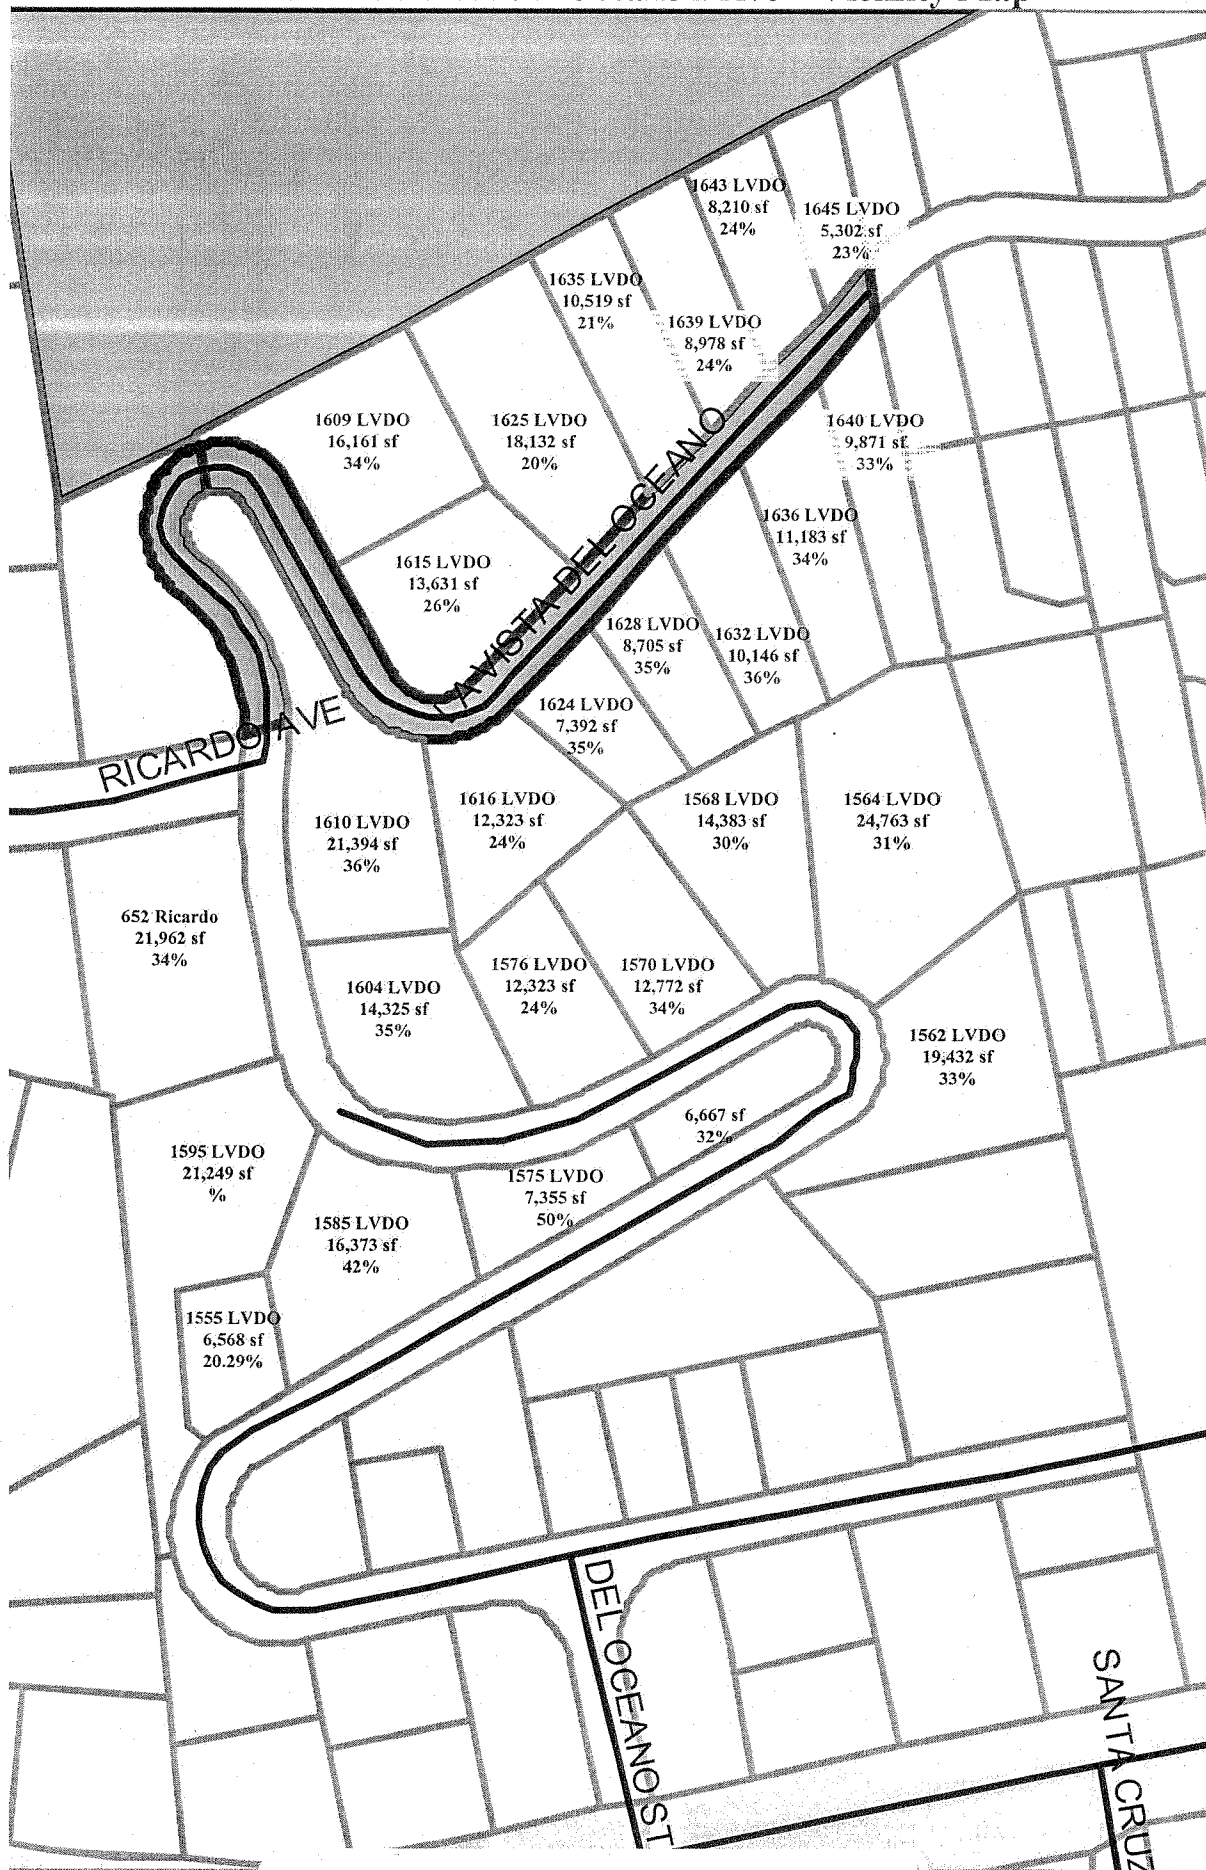 1643 LVDO
8,210 sf
24%
1645 LVDO
5,302 sf
23%
1635 LVDO
10,519 sf
21%
1639 LVDO
8,978 sf
24%
1609 LVDO
16,161 sf
34%
1625 LVDO
18,132 sf
20%
1640 LVDO
9,871 sf
33%
LA VISTA DEL OCEANO
1636 LVDO
11,183 sf
34%
1615 LVDO
13,631 sf
26%
1628 LVDO
8,705 sf
35%
1632 LVDO
10,146 sf
36%
1624 LVDO
7,392 sf
35%
RICARDO AVE
1610 LVDO
21,394 sf
36%
1616 LVDO
12,323 sf
24%
1568 LVDO
14,383 sf
30%
1564 LVDO
24,763 sf
31%
652 Ricardo
21,962 sf
34%
1604 LVDO
14,325 sf
35%
1576 LVDO
12,323 sf
24%
1570 LVDO
12,772 sf
34%
1562 LVDO
19,432 sf
33%
6,667 sf
32%
1595 LVDO
21,249 sf
%
1575 LVDO
7,355 sf
50%
1585 LVDO
16,373 sf
42%
1555 LVDO
6,568 sf
20.29%
DEL OCEANO ST
SANTA CRUZ